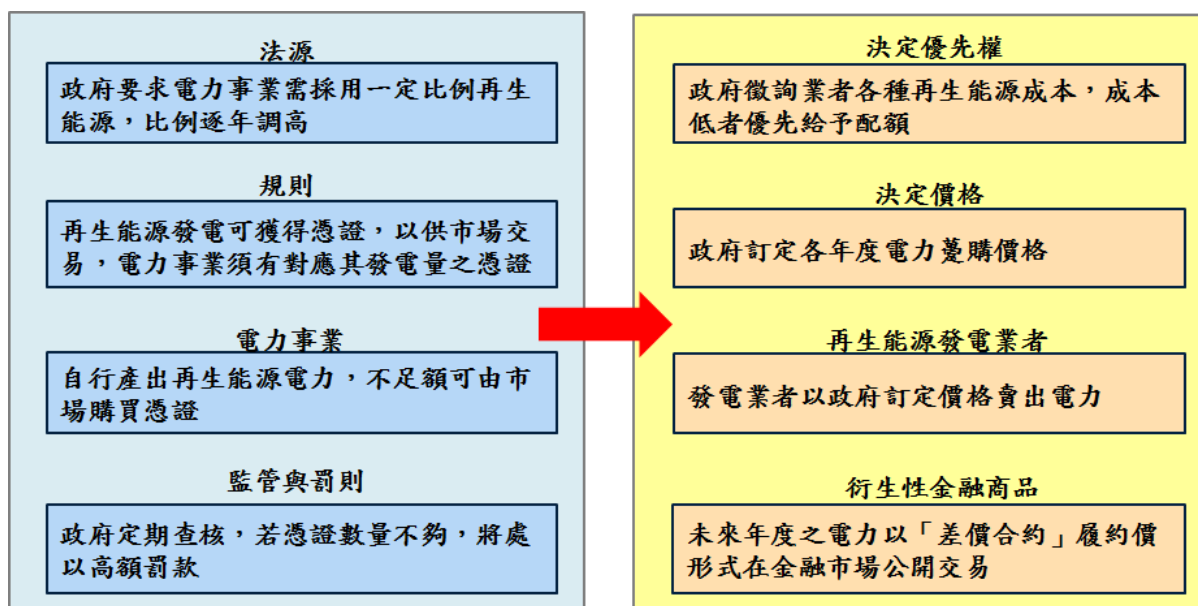 法源
政府要求電力事業需採用一定比例再生
能源，比例逐年調高
規則
再生能源發電可獲得憑證，以供市場交
易，電力事業須有對應其發電量之憑證
電力事業
自行產出再生能源電力，不足額可由市
場購買憑證
監管與罰則
政府定期查核，若憑證數量不夠，將處
以高額罰款
決定優先權
政府徵詢業者各種再生能源成本，成本
低者優先給予配額
決定價格
政府訂定各年度電力躉購價格
再生能源發電業者
發電業者以政府訂定價格賣出電力
衍生性金融商品
未來年度之電力以「差價合約」履約價
形式在金融市場公開交易